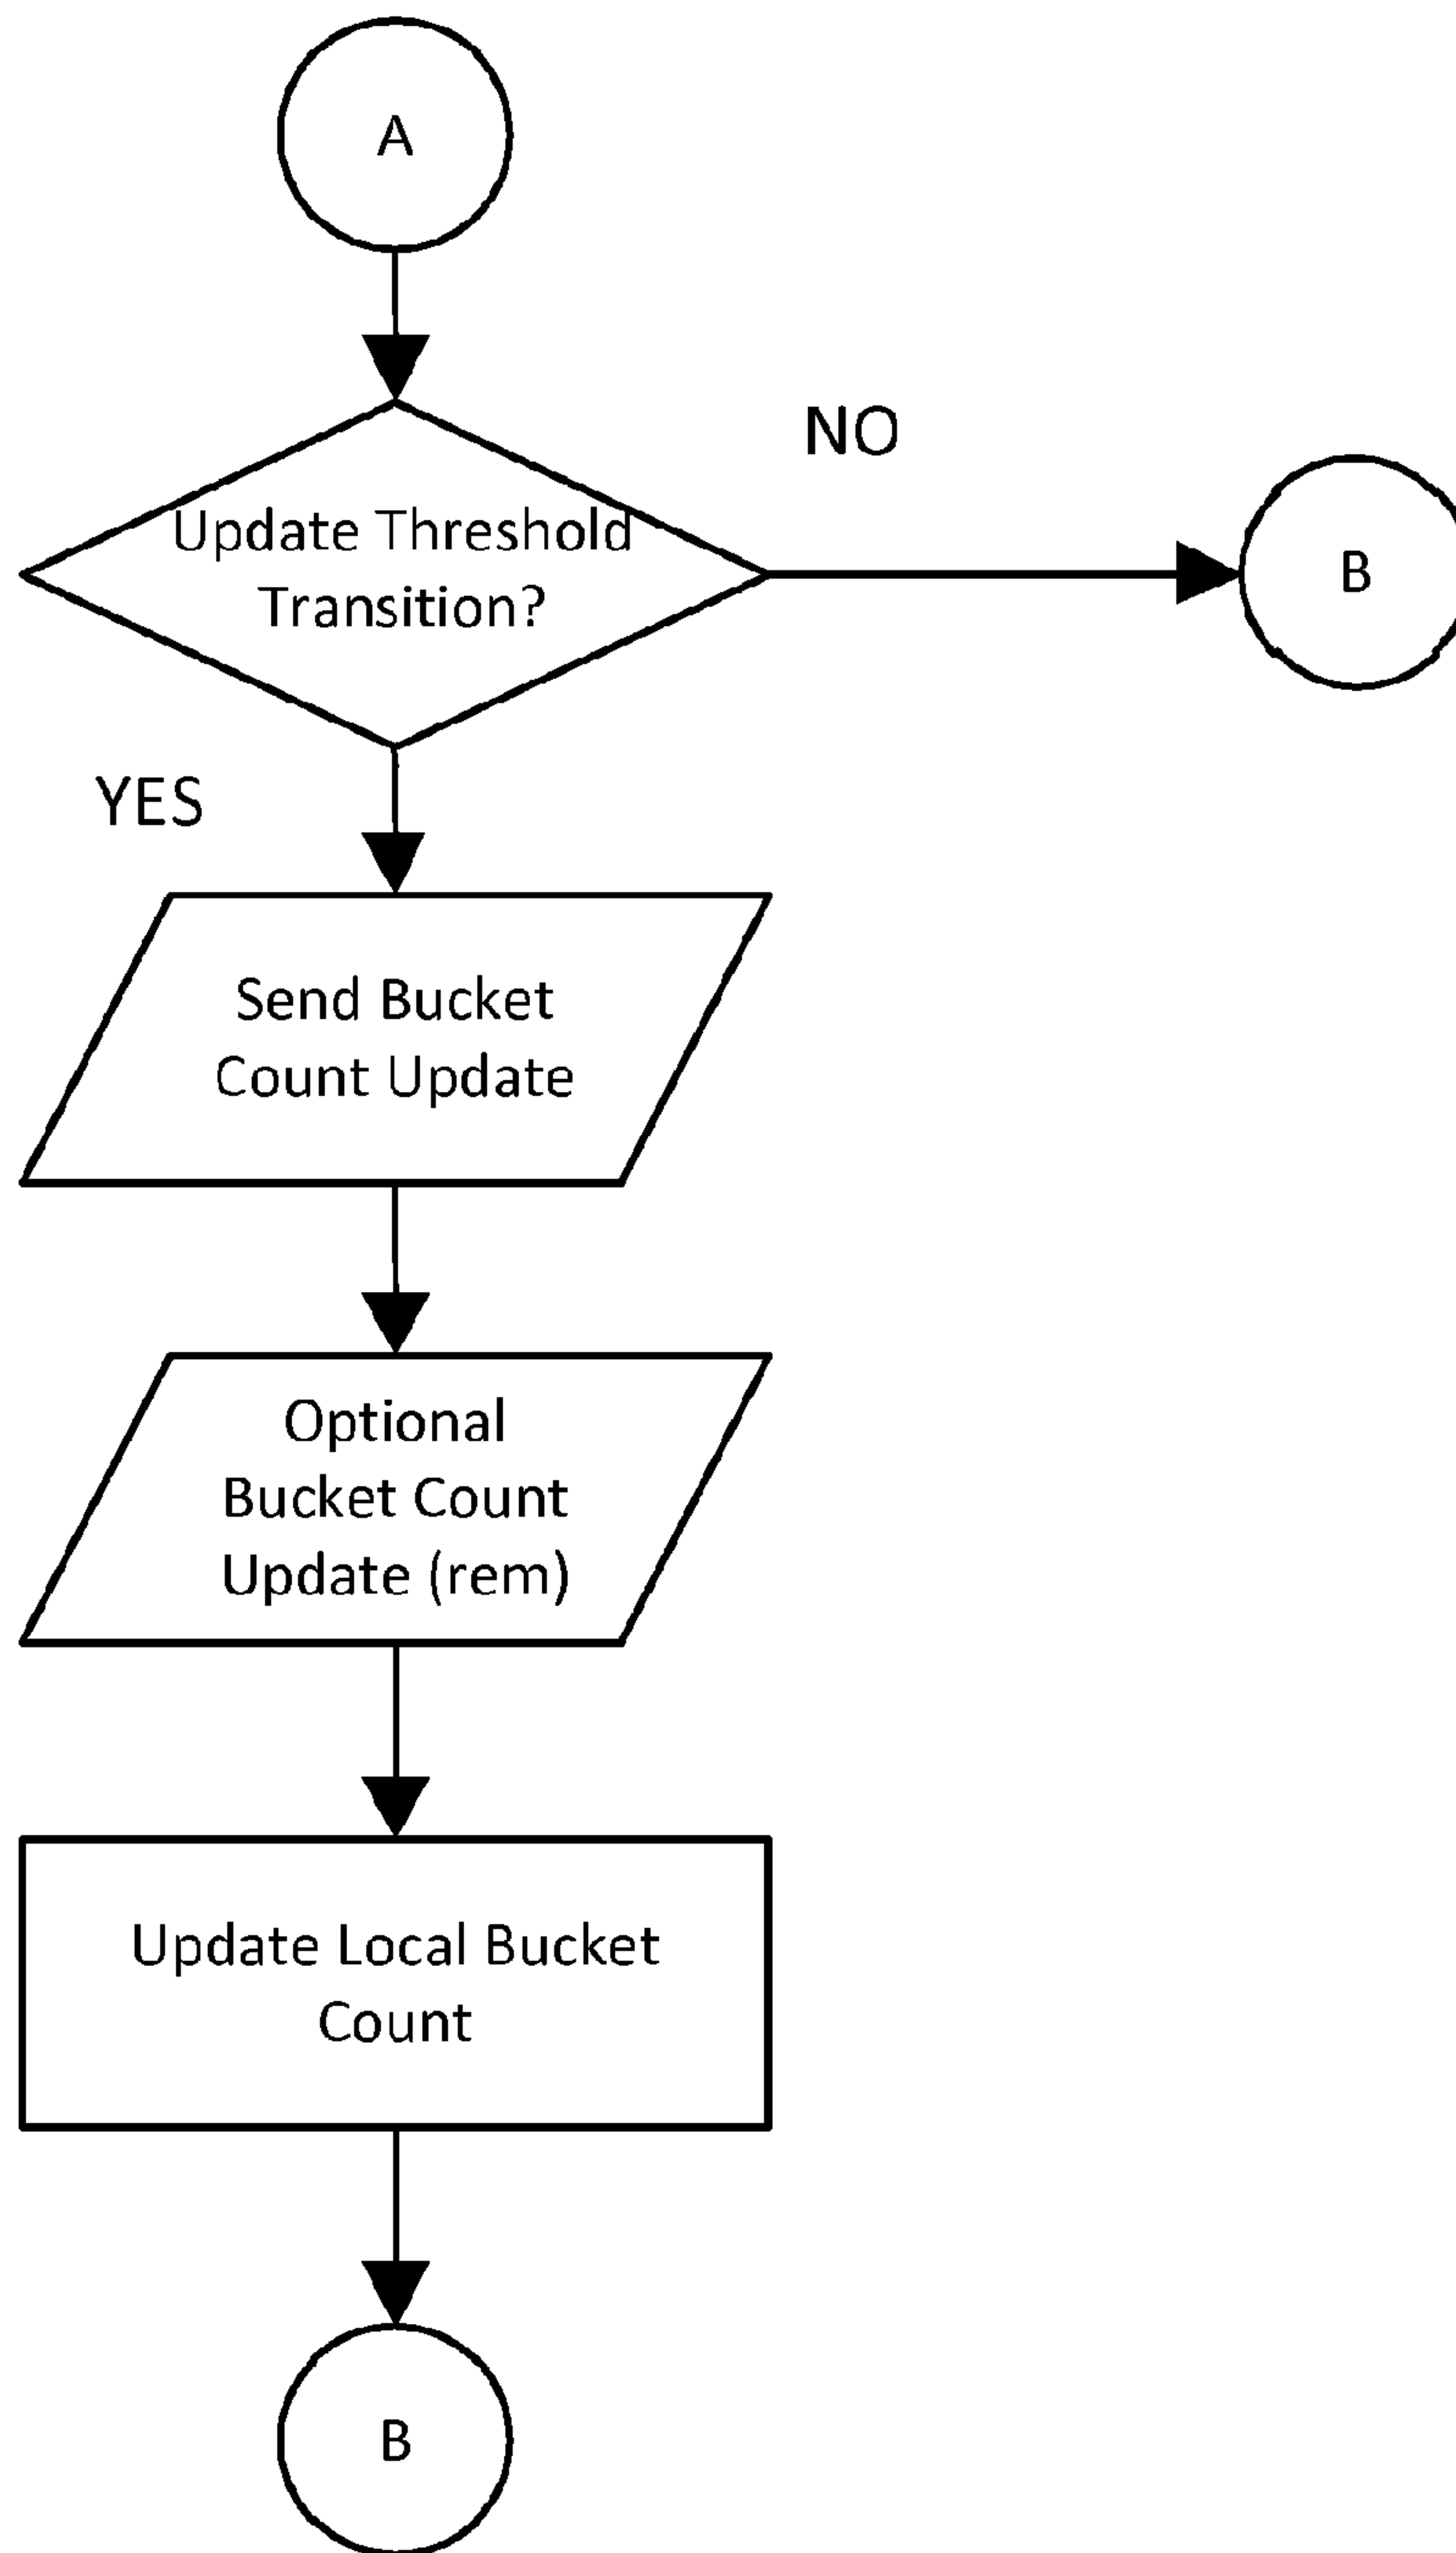 A
NO
Update Threshold
Transition?
B
YES
Send Bucket
Count Update
Optional
Bucket Count
Update (rem)
Update Local Bucket
Count
B